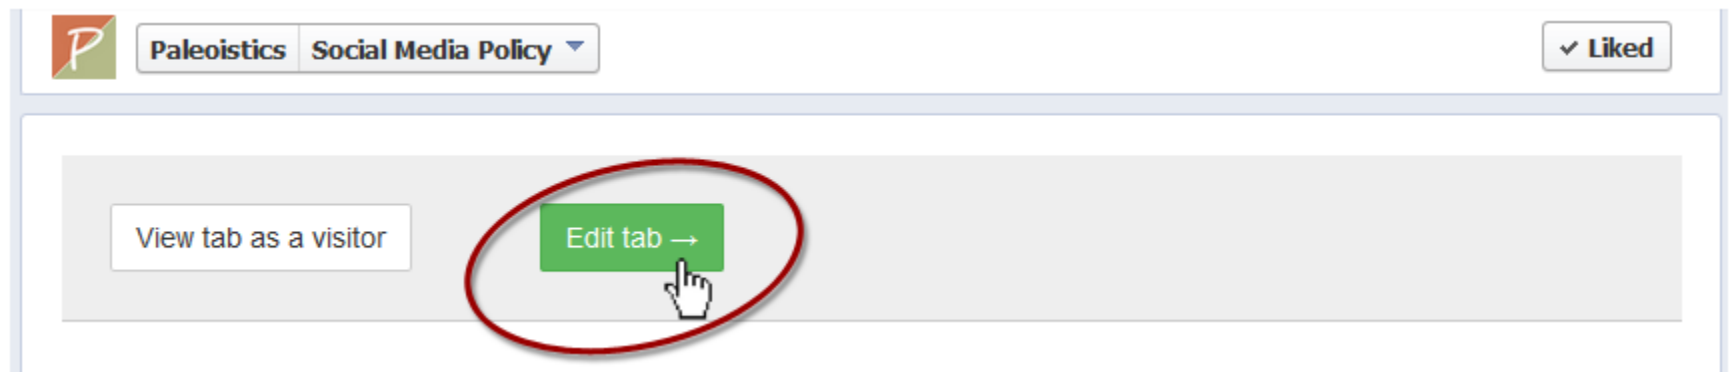 P
Paleoistics Social Media Policy
✓ Liked
View tab as a visitor
Edit tab →